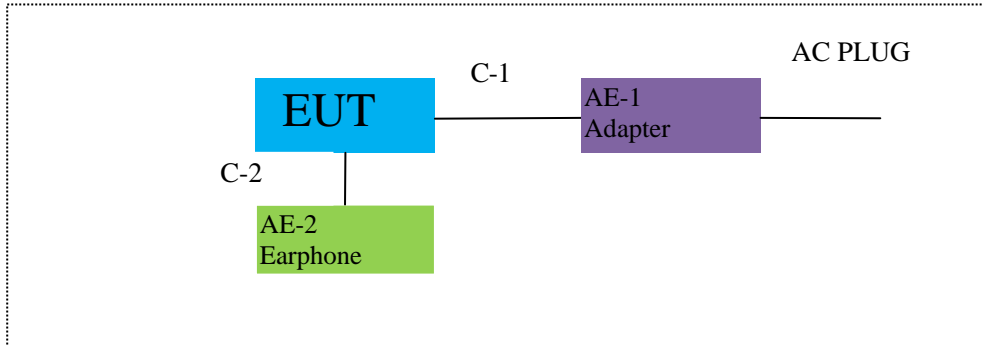 AC PLUG
C-1
EUT
AE-1
Adapter
C-2
AE-2
Earphone